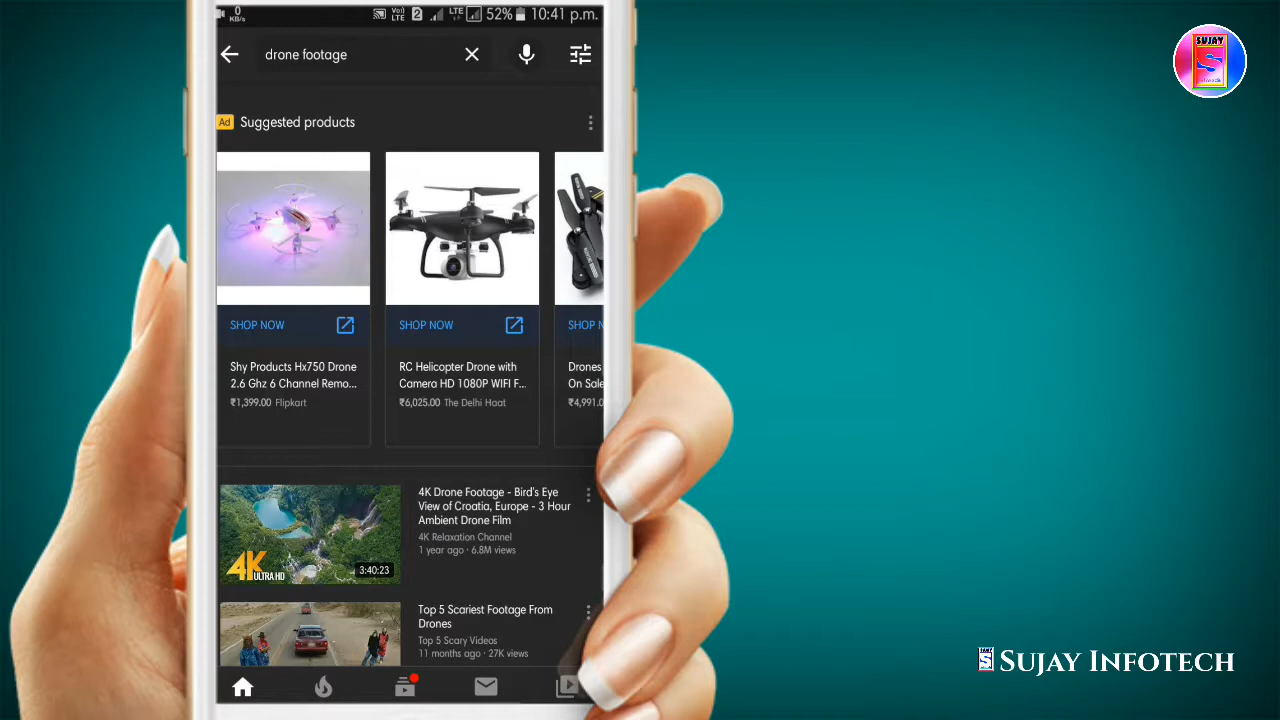 0
KB/s
Vo))
LTE
2
LTE
52%
10:41 p.m.
drone footage
Ad Suggested products
SHOP NOW
SHOP NOW
SHOP N
Shy Products Hx750 Drone
2.6 Ghz 6 Channel Remo...
₹1,399.00 Flipkart
RC Helicopter Drone with
Camera HD 1080P WIFI F...
₹6,025.00 The Delhi Haat
Drones
On Sale
₹4,991.0
4K
ULTRA HD
3:40:23
4K Drone Footage - Bird's Eye
View of Croatia, Europe - 3 Hour
Ambient Drone Film
4K Relaxation Channel
1 year ago · 6.8M views
Top 5 Scariest Footage From
Drones
Top 5 Scary Videos
11 months ago · 27K views
SUJAY
S
SUJAY INFOTECH